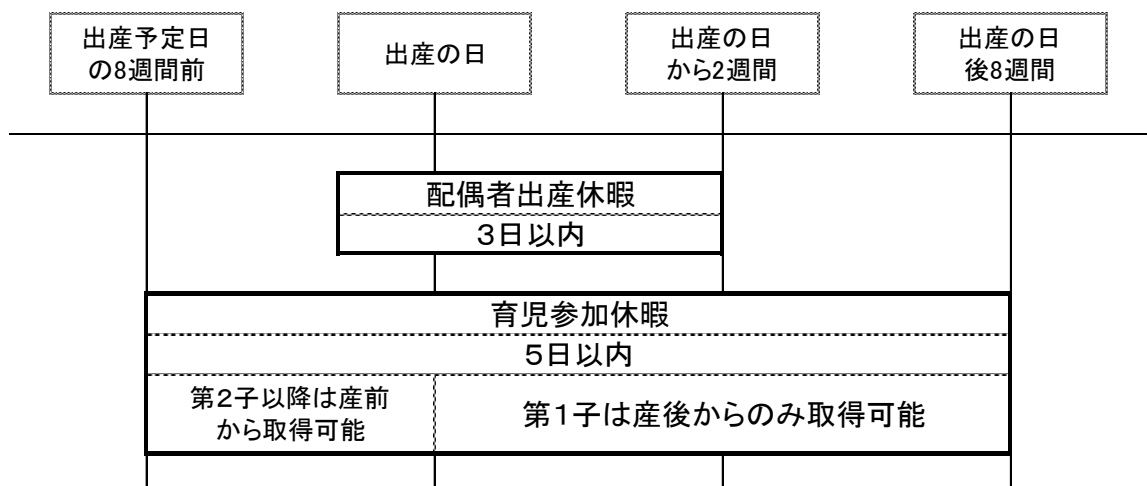 出産予定日
の8週間前
出産の日
出産の日
から2週間
出産の日
後8週間
配偶者出産休暇
3日以内
育児参加休暇
5日以内
第2子以降は産前
から取得可能
第1子は産後からのみ取得可能